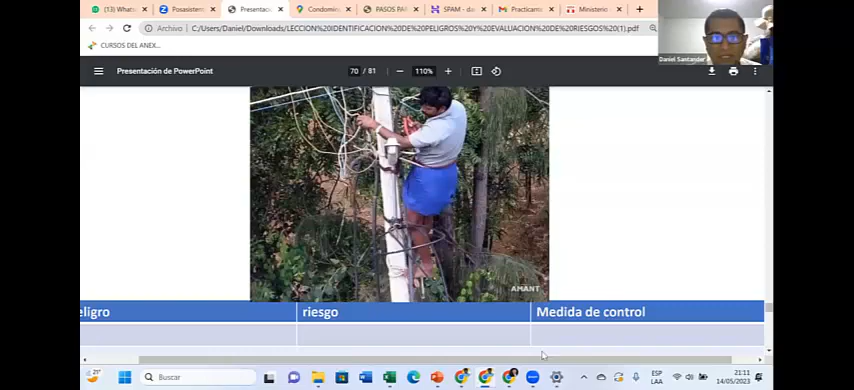 (13) Whats
Posasistem
Presentaci
Condomini
PASOS PA
SPAM - da
Practicam
Ministerio
Archivo
C:/Users/Daniel/Downloads/LECCION%20IDENTIFICACION%20DE%20PELIGROS%20Y%20EVALUACION%20DE%20RIESGOS%20(1).pdf
CURSOS DEL ANEX...
Daniel Santander
Presentación de PowerPoint
70 / 81
110%
AMANT
eligro riesgo Medida de control
21°
Buscar
ESP
LAA
21:11
14/05/2023